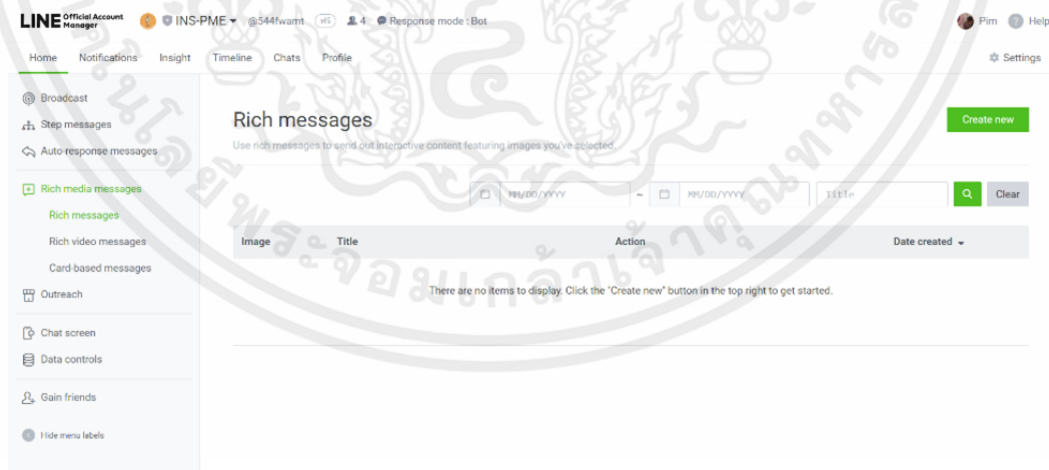 LINE Official Account Manager INS-PME @544fwamt ฟรี 4 Response mode : Bot Pim Help
Home Notifications Insight Timeline Chats Profile Settings
Broadcast
Step messages
Auto-response messages
Rich media messages
Rich messages
Rich video messages
Card-based messages
Outreach
Chat screen
Data controls
Gain friends
Hide menu labels
Rich messages
Create new
Use rich messages to send out interactive content featuring images you've selected.
MM/DD/YYYY ~ MM/DD/YYYY Title Clear
Image Title Action Date created
There are no items to display. Click the "Create new" button in the top right to get started.